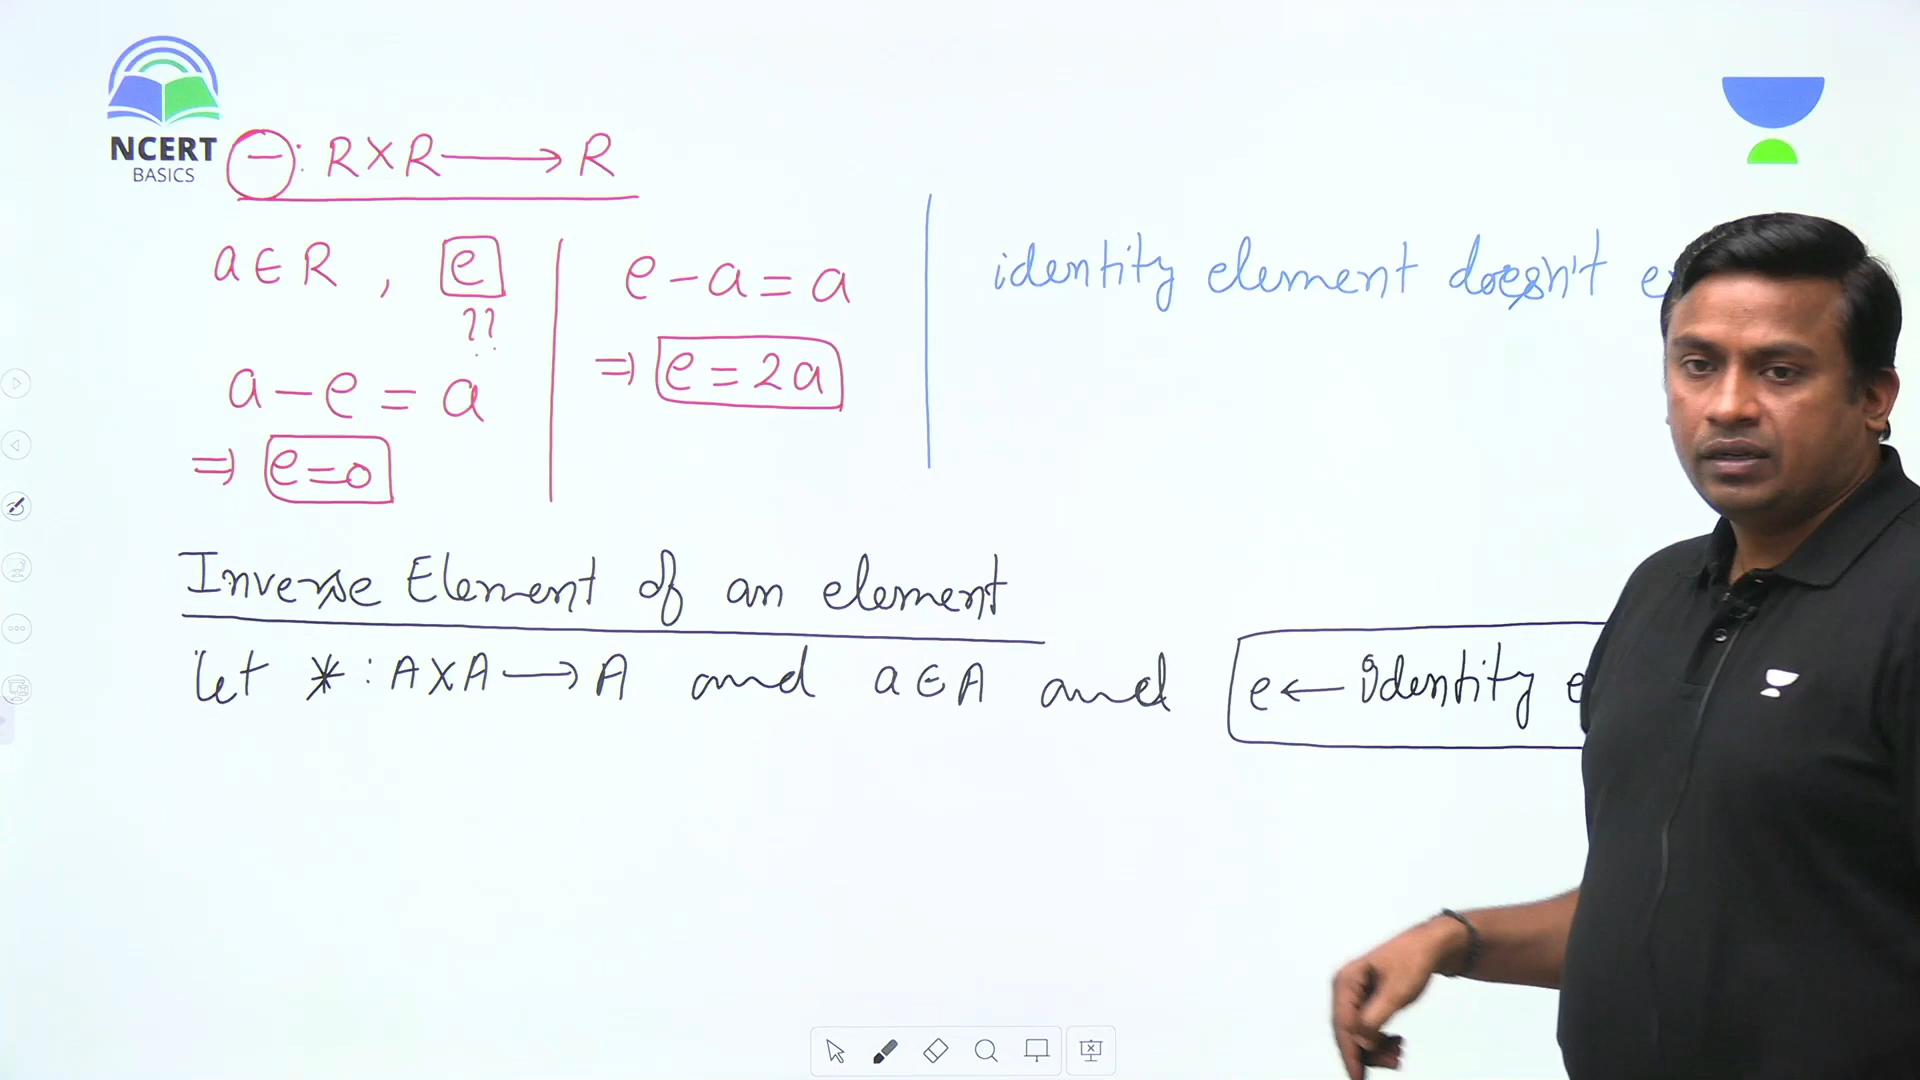 NCERT
BASICS
− : R X R ⟶ R
a ∈ R , e
??
a − e = a
⇒ e = 0
e − a = a
⇒ e = 2a
identity element doesn't
Inverse Element of an element
Let * : A X A ⟶ A and a ∈ A and e ← Identity